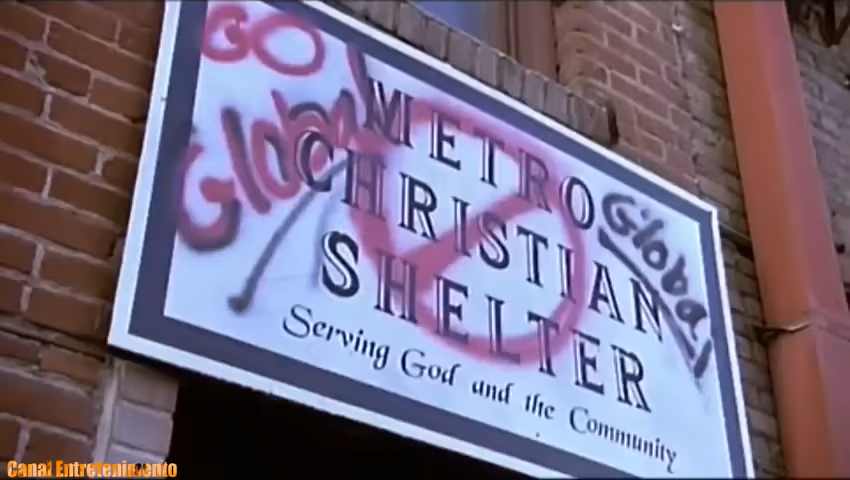 GO
Global
METRO
CHRISTIAN
SHELTER
Global
Serving God and the Community
Canal Entretenimento